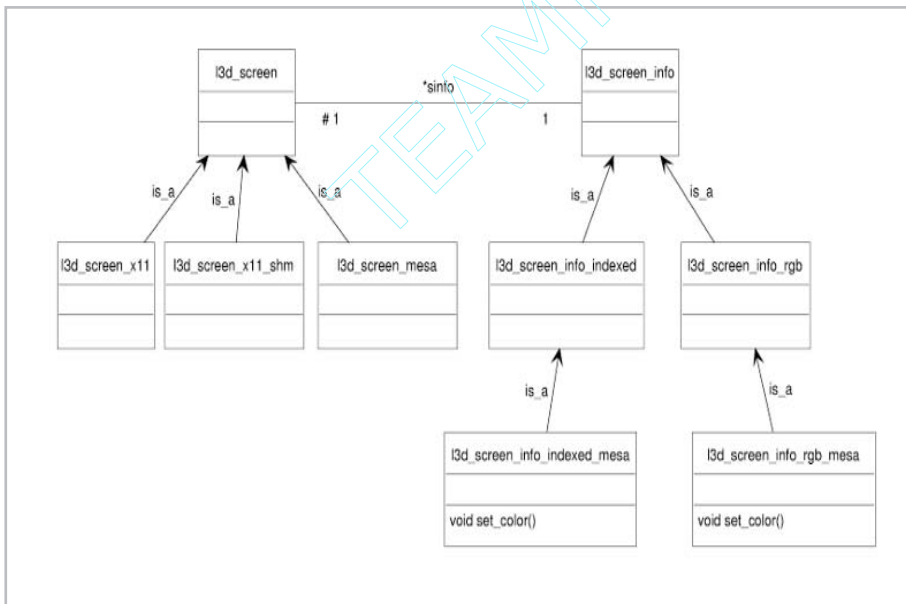 l3d_screen
l3d_screen_info
*sinfo
# 1
1
is_a
is_a
is_a
is_a
is_a
l3d_screen_x11
l3d_screen_x11_shm
l3d_screen_mesa
l3d_screen_info_indexed
l3d_screen_info_rgb
is_a
is_a
l3d_screen_info_indexed_mesa
l3d_screen_info_rgb_mesa
void set_color()
void set_color()